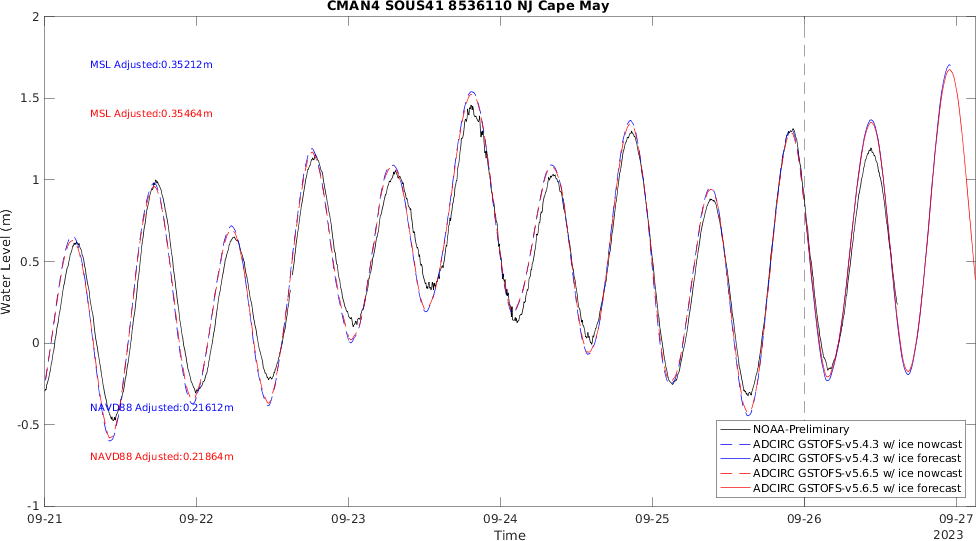 CMAN4 SOUS41 8536110 NJ Cape May
2
1.5
1
0.5
0
-0.5
-1
Water Level (m)
MSL Adjusted:0.35212m
MSL Adjusted:0.35464m
NAVD88 Adjusted:0.21612m
NAVD88 Adjusted:0.21864m
NOAA-Preliminary
ADCIRC GSTOFS-v5.4.3 w/ ice nowcast
ADCIRC GSTOFS-v5.4.3 w/ ice forecast
ADCIRC GSTOFS-v5.6.5 w/ ice nowcast
ADCIRC GSTOFS-v5.6.5 w/ ice forecast
09-21 09-22 09-23 09-24 09-25 09-26 09-27
Time
2023